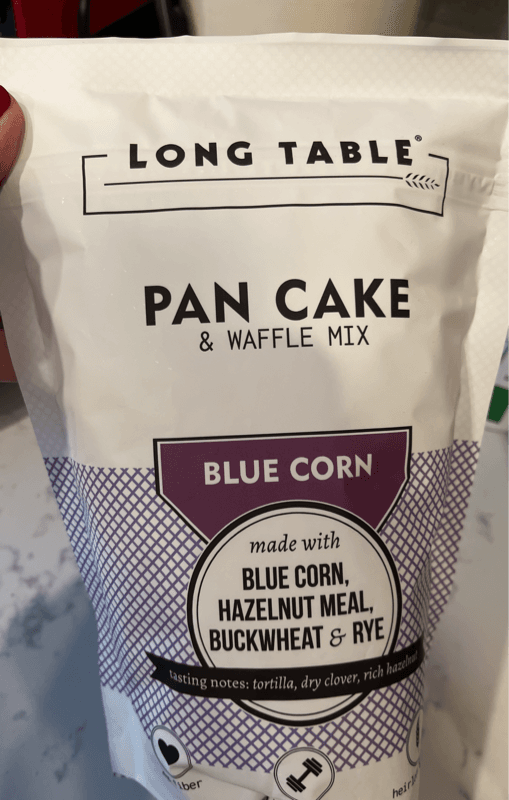 LONG TABLE®
PAN CAKE
& WAFFLE MIX
BLUE CORN
made with
BLUE CORN,
HAZELNUT MEAL,
BUCKWHEAT & RYE
tasting notes: tortilla, dry clover, rich hazelnut